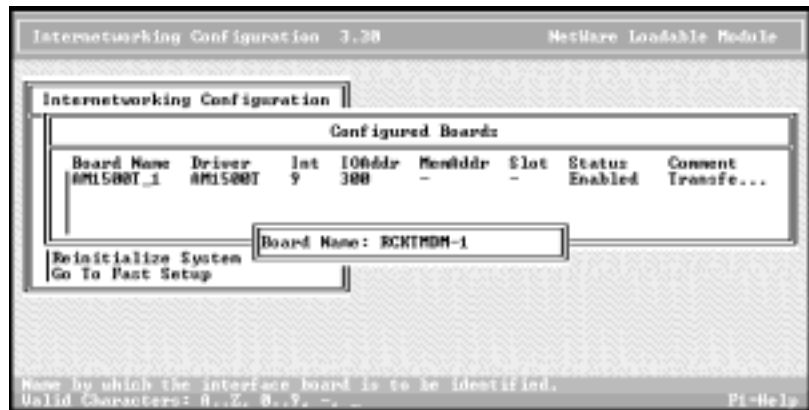 Internetworking Configuration 3.30 NetWare Loadable Module
Internetworking Configuration
Configured Boards
Board Name Driver Int IOAddr MemAddr Slot Status Comment
AM1500T_1 AM1500T 9 300 - - Enabled Transfe...
Board Name: RCKTMDM-1
Reinitialize System
Go To Fast Setup
Name by which the interface board is to be identified.
Valid Characters: A..Z, 0..9, -, _ F1-Help